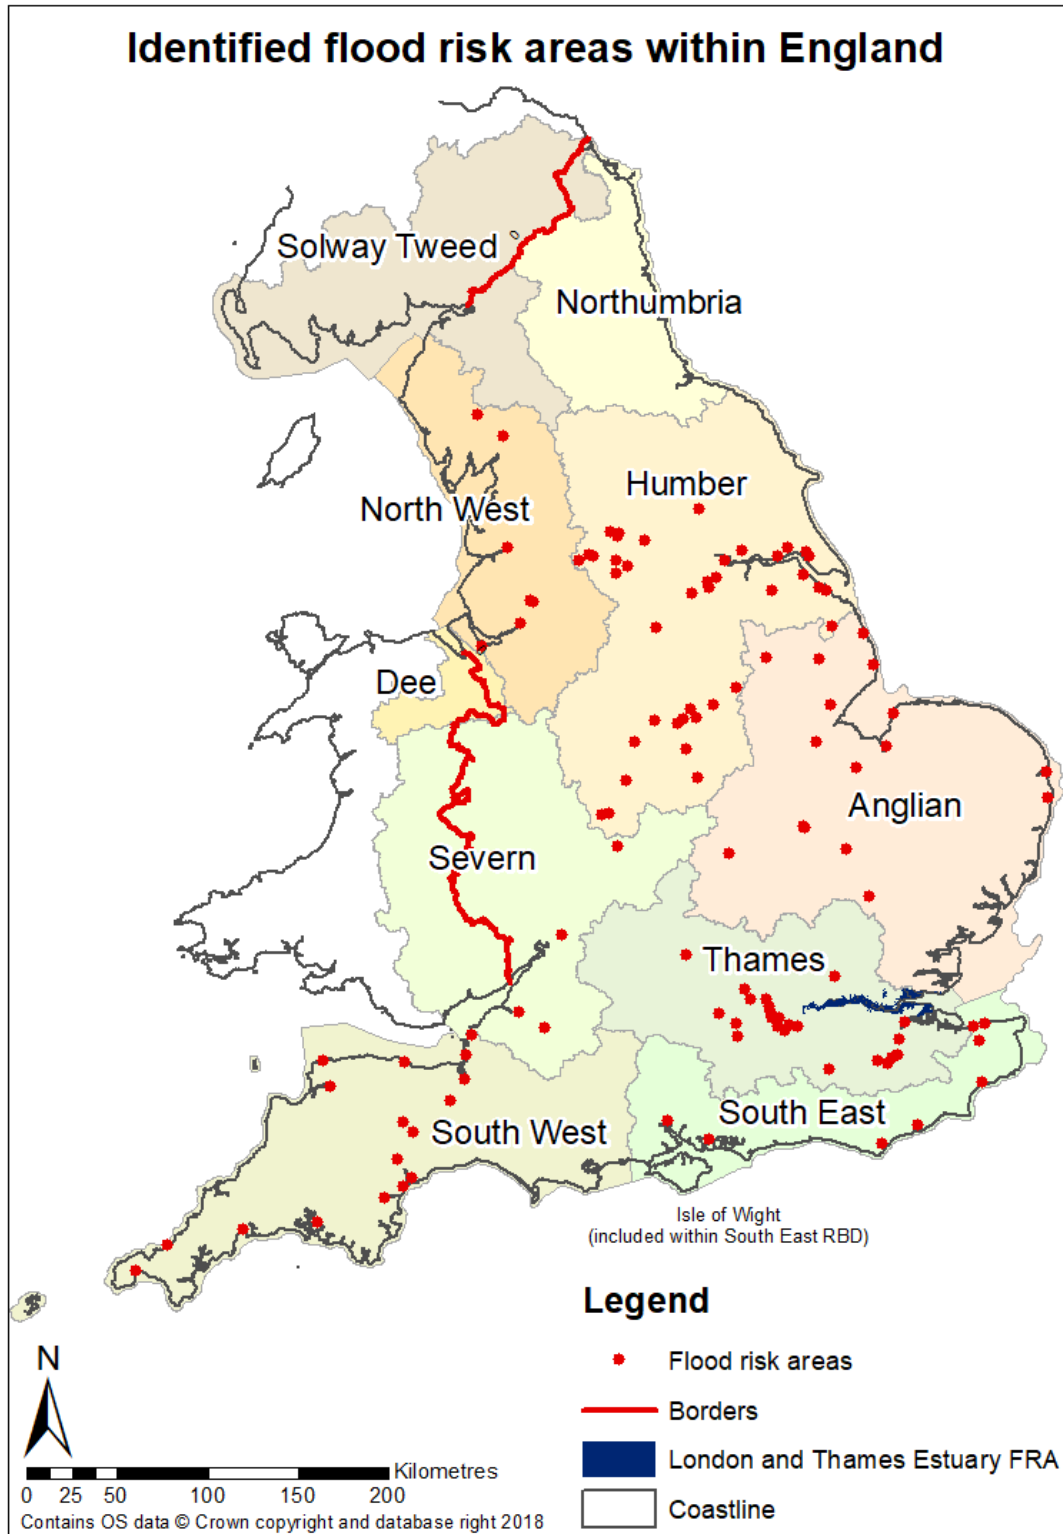 Identified flood risk areas within England
Solway Tweed
0
Northumbria
Humber
North West
Dee
Anglian
Severn
Thames
South East
South West
Isle of Wight
(included within South East RBD)
Legend
Flood risk areas
Borders
London and Thames Estuary FRA
Coastline
N
Kilometres
0 25 50 100 150 200
Contains OS data © Crown copyright and database right 2018